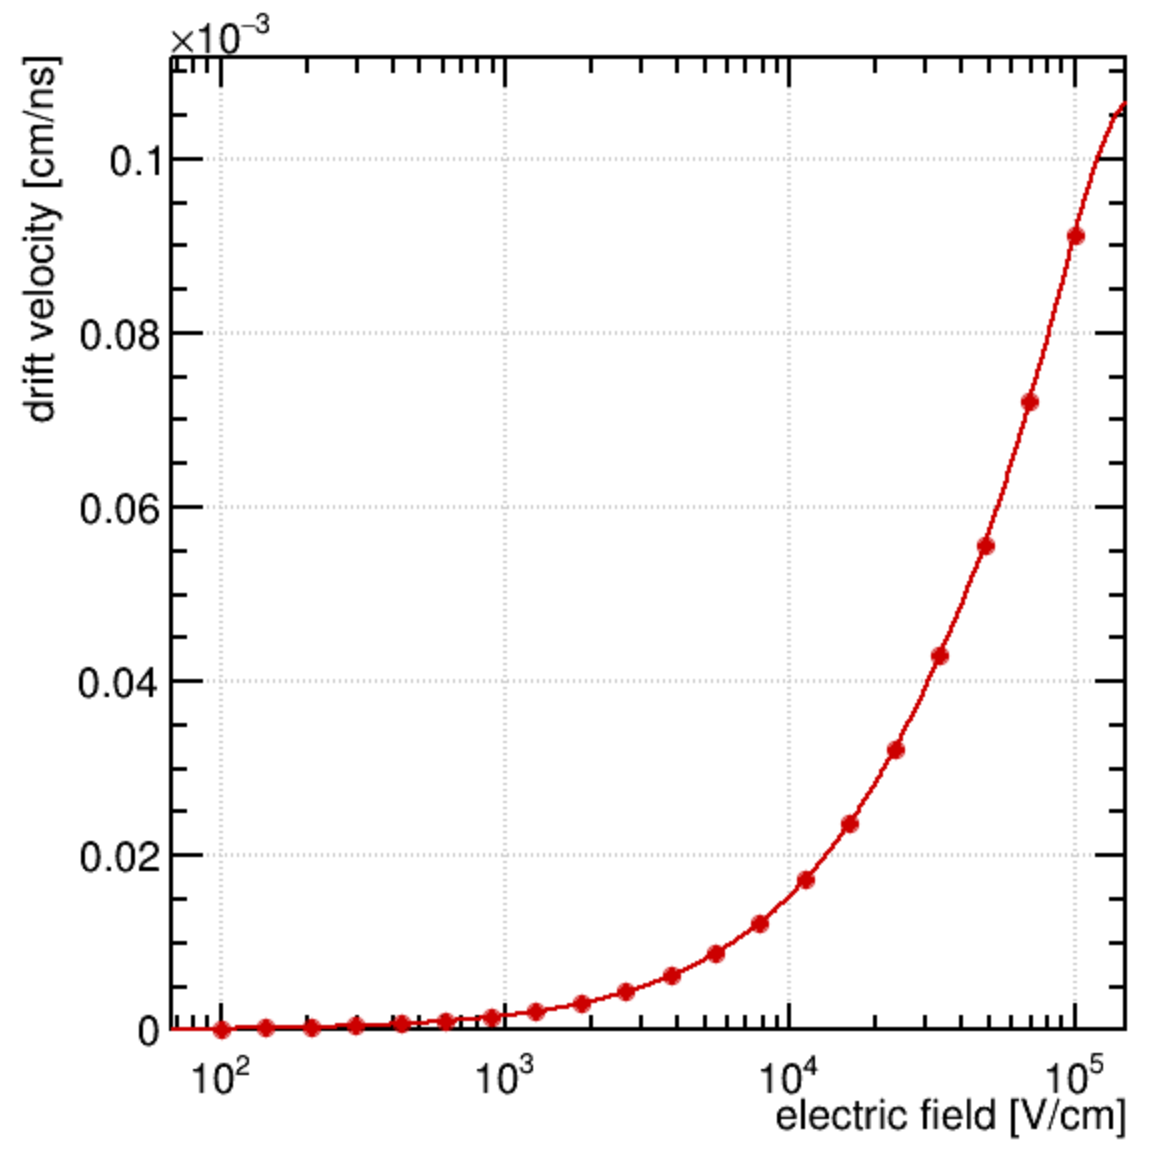 ×10⁻³
drift velocity [cm/ns]
0.1
0.08
0.06
0.04
0.02
0
10² 10³ 10⁴ 10⁵
electric field [V/cm]